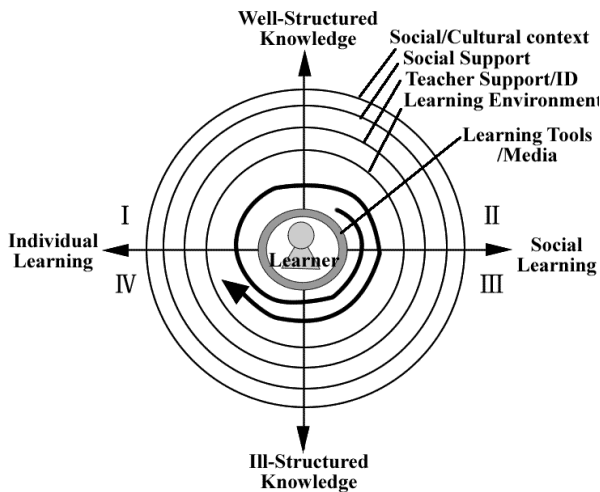 Well-Structured
Knowledge
Social/Cultural context
Social Support
Teacher Support/ID
Learning Environment
Learning Tools
/Media
I
II
Individual
Learning
Learner
Social
Learning
IV
III
Ill-Structured
Knowledge